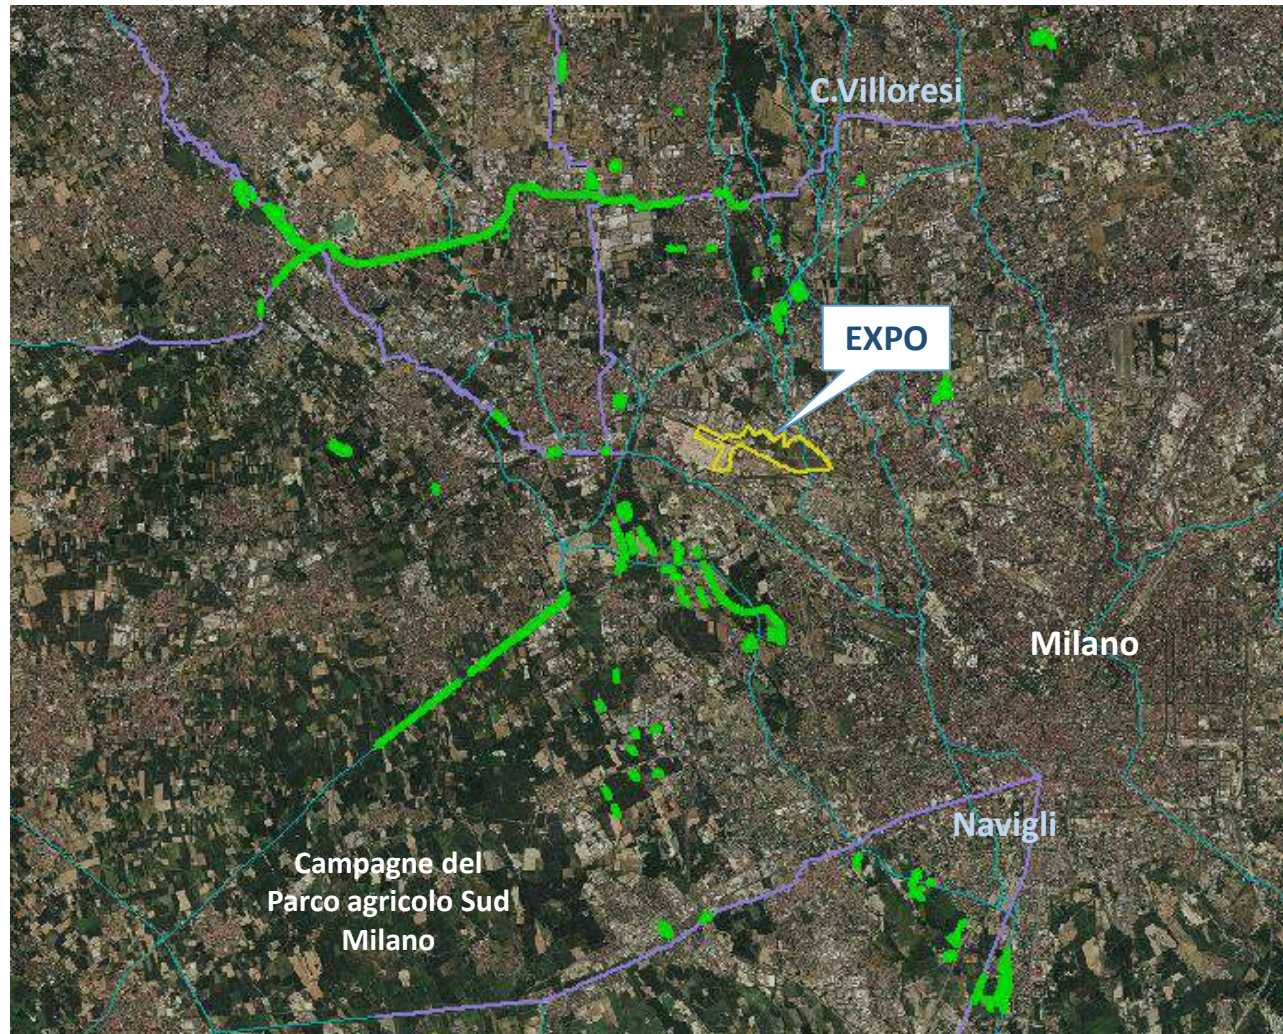 C.Villoresi
EXPO
Milano
Navigli
Campagne del
Parco agricolo Sud
Milano